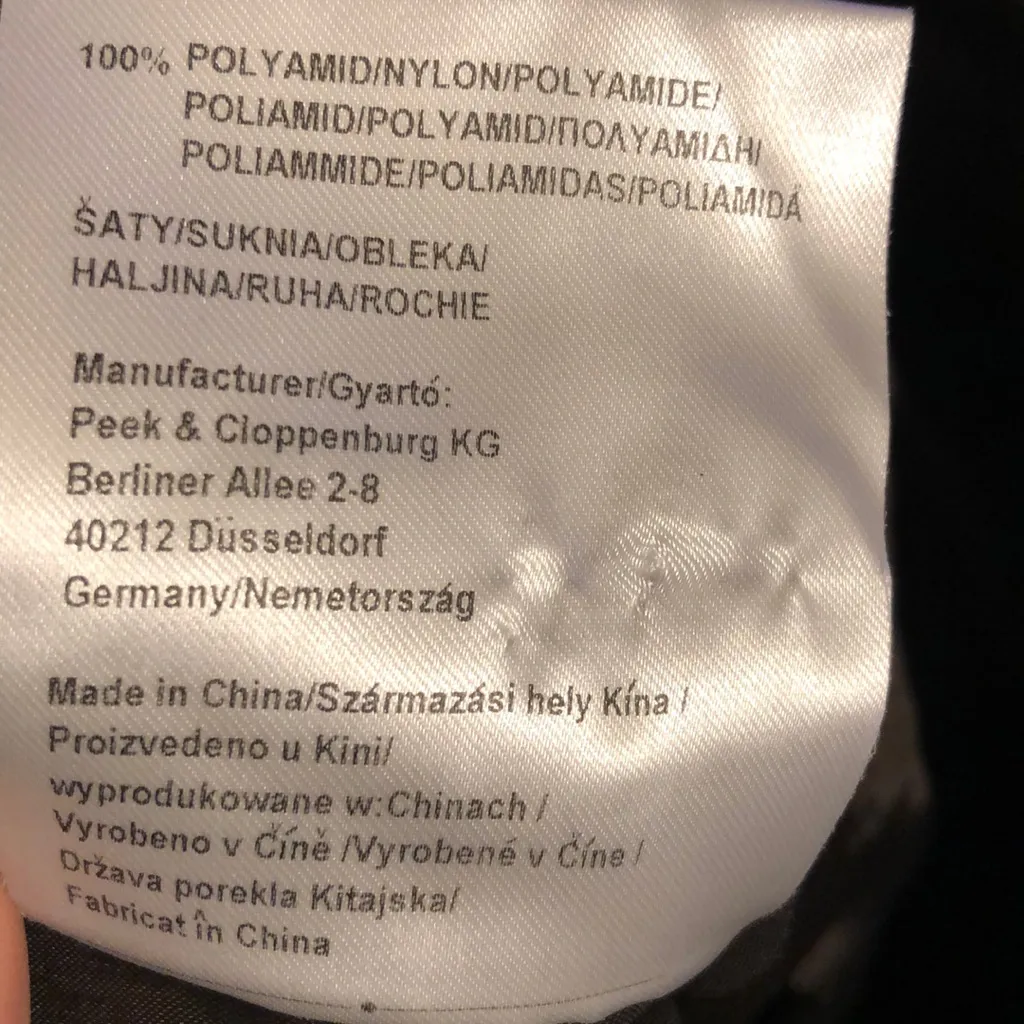 100% POLYAMID/NYLON/POLYAMIDE/
POLIAMID/POLYAMID/ΠΟΛΥΑΜΙΔΗ/
POLIAMMIDE/POLIAMIDAS/POLIAMIDĂ
ŠATY/SUKNIA/OBLEKA/
HALJINA/RUHA/ROCHIE
Manufacturer/Gyartó:
Peek & Cloppenburg KG
Berliner Allee 2-8
40212 Düsseldorf
Germany/Nemetország
Made in China/Származási hely Kína /
Proizvedeno u Kini/
wyprodukowane w:Chinach /
Vyrobeno v Číně /Vyrobené v Číne /
Država porekla Kitajska/
Fabricat în China